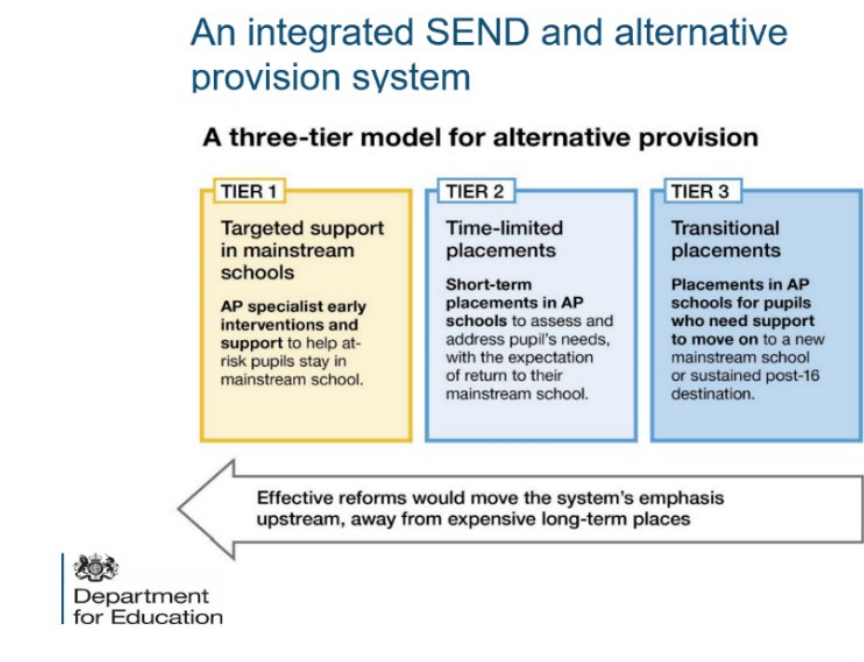 An integrated SEND and alternative
provision system
A three-tier model for alternative provision
TIER 1
Targeted support
in mainstream
schools
AP specialist early
interventions and
support to help at-
risk pupils stay in
mainstream school.
TIER 2
Time-limited
placements
Short-term
placements in AP
schools to assess and
address pupil's needs,
with the expectation
of return to their
mainstream school.
TIER 3
Transitional
placements
Placements in AP
schools for pupils
who need support
to move on to a new
mainstream school
or sustained post-16
destination.
Effective reforms would move the system's emphasis
upstream, away from expensive long-term places
Department
for Education